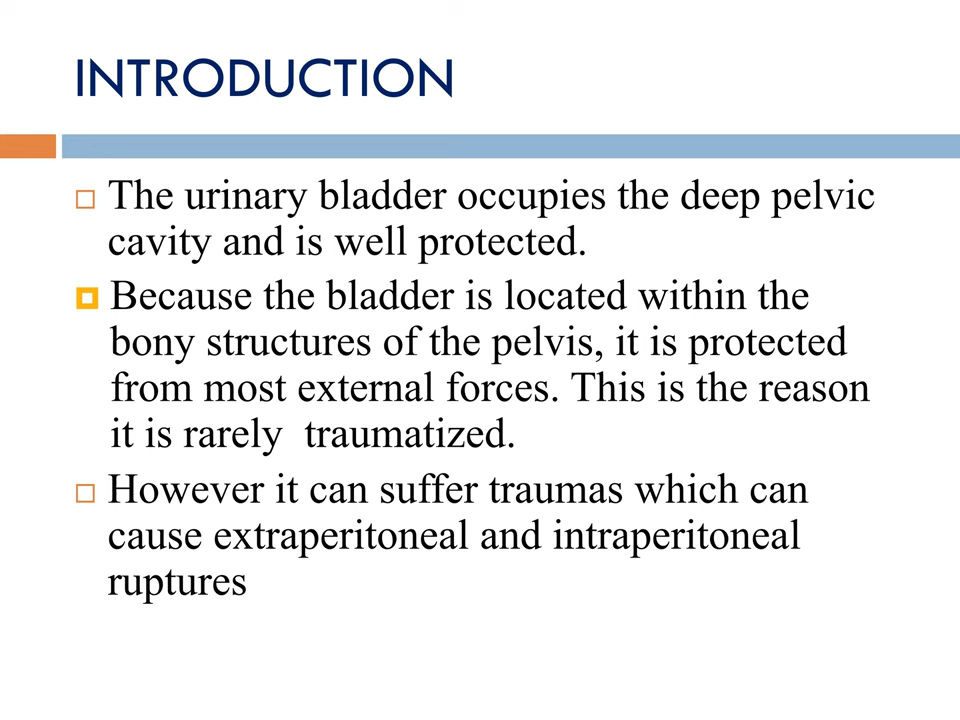 INTRODUCTION
The urinary bladder occupies the deep pelvic
cavity and is well protected.
Because the bladder is located within the
bony structures of the pelvis, it is protected
from most external forces. This is the reason
it is rarely  traumatized.
However it can suffer traumas which can
cause extraperitoneal and intraperitoneal
ruptures